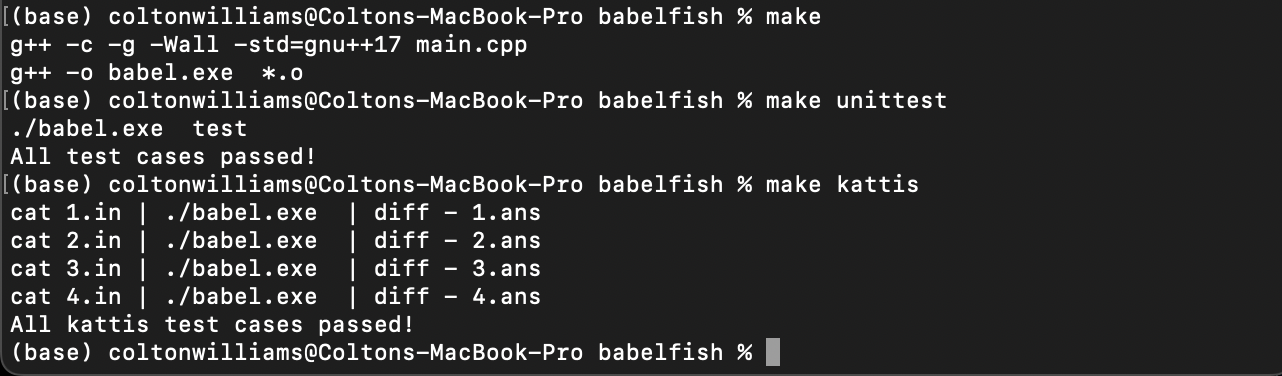 [(base) coltonwilliams@Coltons-MacBook-Pro babelfish % make
g++ -c -g -Wall -std=gnu++17 main.cpp
g++ -o babel.exe  *.o
[(base) coltonwilliams@Coltons-MacBook-Pro babelfish % make unittest
./babel.exe  test
All test cases passed!
[(base) coltonwilliams@Coltons-MacBook-Pro babelfish % make kattis
cat 1.in | ./babel.exe  | diff - 1.ans
cat 2.in | ./babel.exe  | diff - 2.ans
cat 3.in | ./babel.exe  | diff - 3.ans
cat 4.in | ./babel.exe  | diff - 4.ans
All kattis test cases passed!
(base) coltonwilliams@Coltons-MacBook-Pro babelfish %